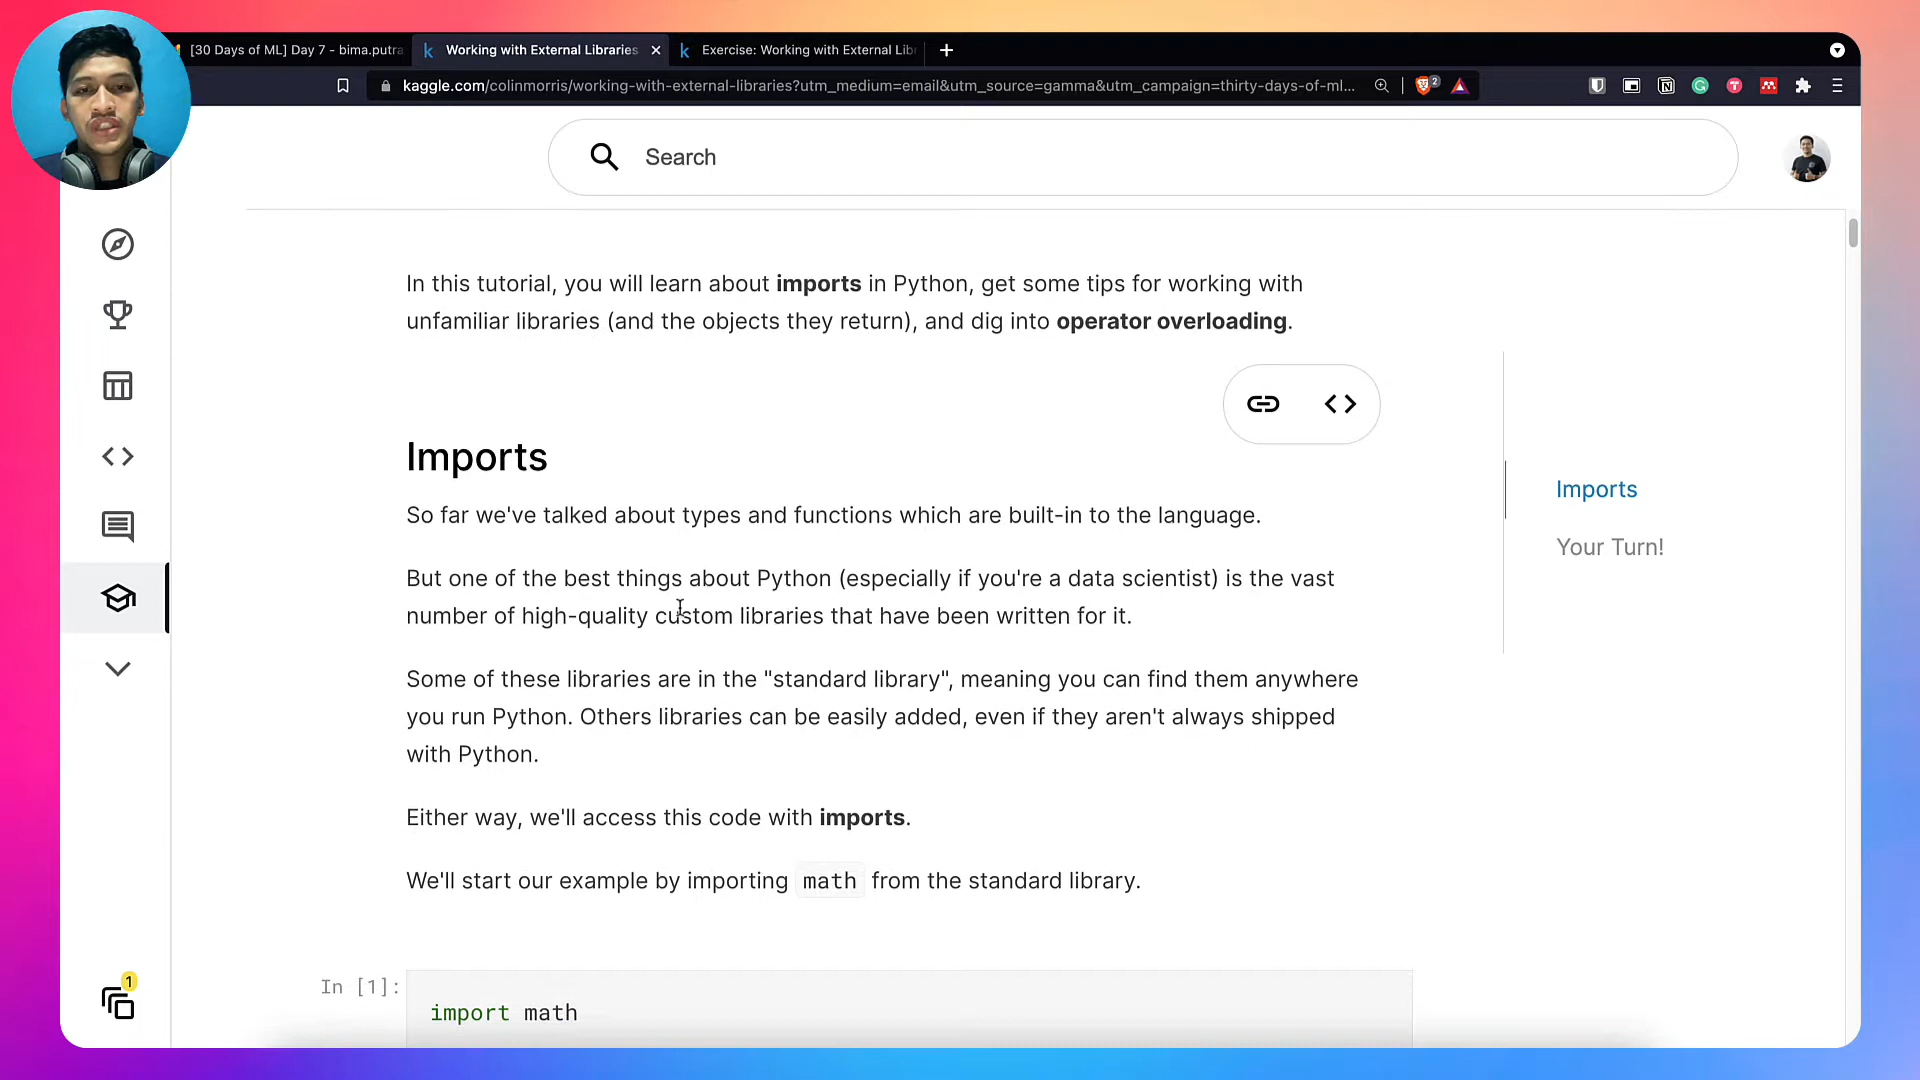 [30 Days of ML] Day 7 - bima.putra
Working with External Libraries
Exercise: Working with External Lib
kaggle.com/colinmorris/working-with-external-libraries?utm_medium=email&utm_source=gamma&utm_campaign=thirty-days-of-ml...
2
Search
In this tutorial, you will learn about imports in Python, get some tips for working with
unfamiliar libraries (and the objects they return), and dig into operator overloading.
Imports
So far we've talked about types and functions which are built-in to the language.
But one of the best things about Python (especially if you're a data scientist) is the vast
number of high-quality custom libraries that have been written for it.
Some of these libraries are in the "standard library", meaning you can find them anywhere
you run Python. Others libraries can be easily added, even if they aren't always shipped
with Python.
Either way, we'll access this code with imports.
We'll start our example by importing math from the standard library.
In [1]:
import math
Imports
Your Turn!
1